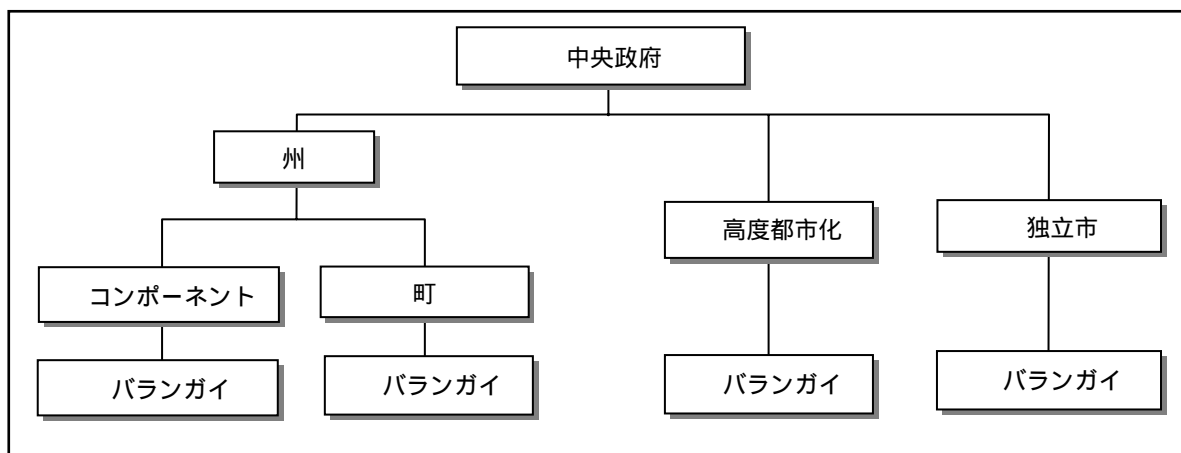 中央政府
州
高度都市化
独立市
コンポーネント
町
バランガイ
バランガイ
バランガイ
バランガイ